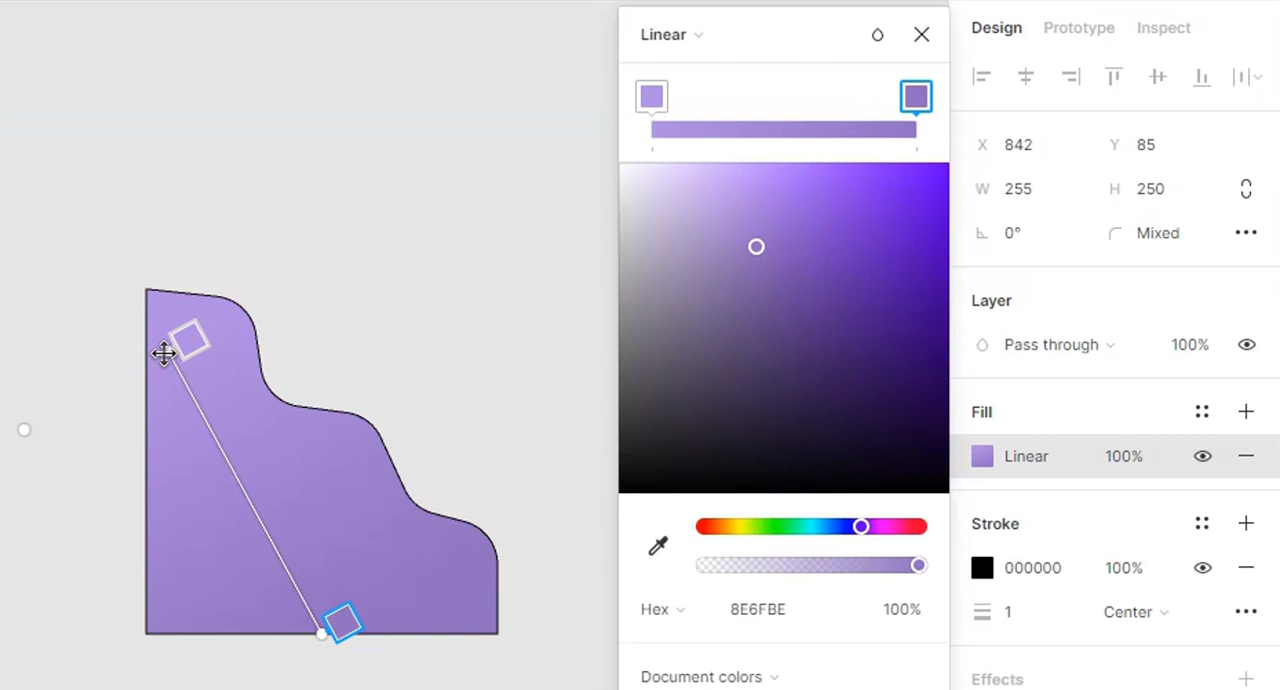 Linear
Design Prototype Inspect
X 842 Y 85
W 255 H 250
0° Mixed
Layer
Pass through 100%
Fill
Linear 100%
Stroke
000000 100%
1 Center
Hex 8E6FBE 100%
Document colors
Effects